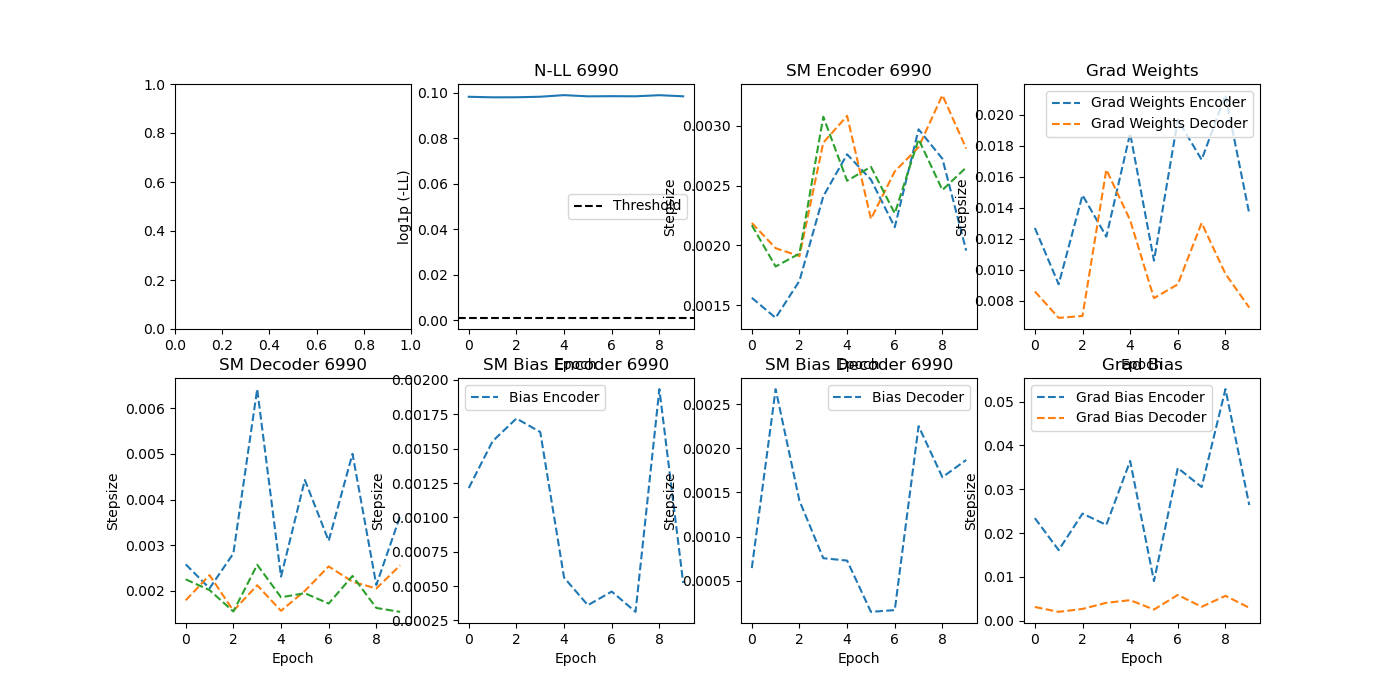 N-LL 6990
SM Encoder 6990
Grad Weights
1.0
0.8
0.6
0.4
0.2
0.0
0.0 0.2 0.4 0.6 0.8 1.0
log1p (-LL)
0.10
0.08
0.06
0.04
0.02
0.00
Threshold
0 2 4 6 8
Epoch
Stepsize
0.0030
0.0025
0.0020
0.0015
0 2 4 6 8
Epoch
Stepsize
0.020
0.018
0.016
0.014
0.012
0.010
0.008
Grad Weights Encoder
Grad Weights Decoder
0 2 4 6 8
Epoch
SM Decoder 6990
Stepsize
0.006
0.005
0.004
0.003
0.002
0 2 4 6 8
Epoch
SM Bias Encoder 6990
Stepsize
0.00200
0.00175
0.00150
0.00125
0.00100
0.00075
0.00050
0.00025
Bias Encoder
0 2 4 6 8
Epoch
SM Bias Decoder 6990
Stepsize
0.0025
0.0020
0.0015
0.0010
0.0005
Bias Decoder
0 2 4 6 8
Epoch
Grad Bias
Stepsize
0.05
0.04
0.03
0.02
0.01
0.00
Grad Bias Encoder
Grad Bias Decoder
0 2 4 6 8
Epoch